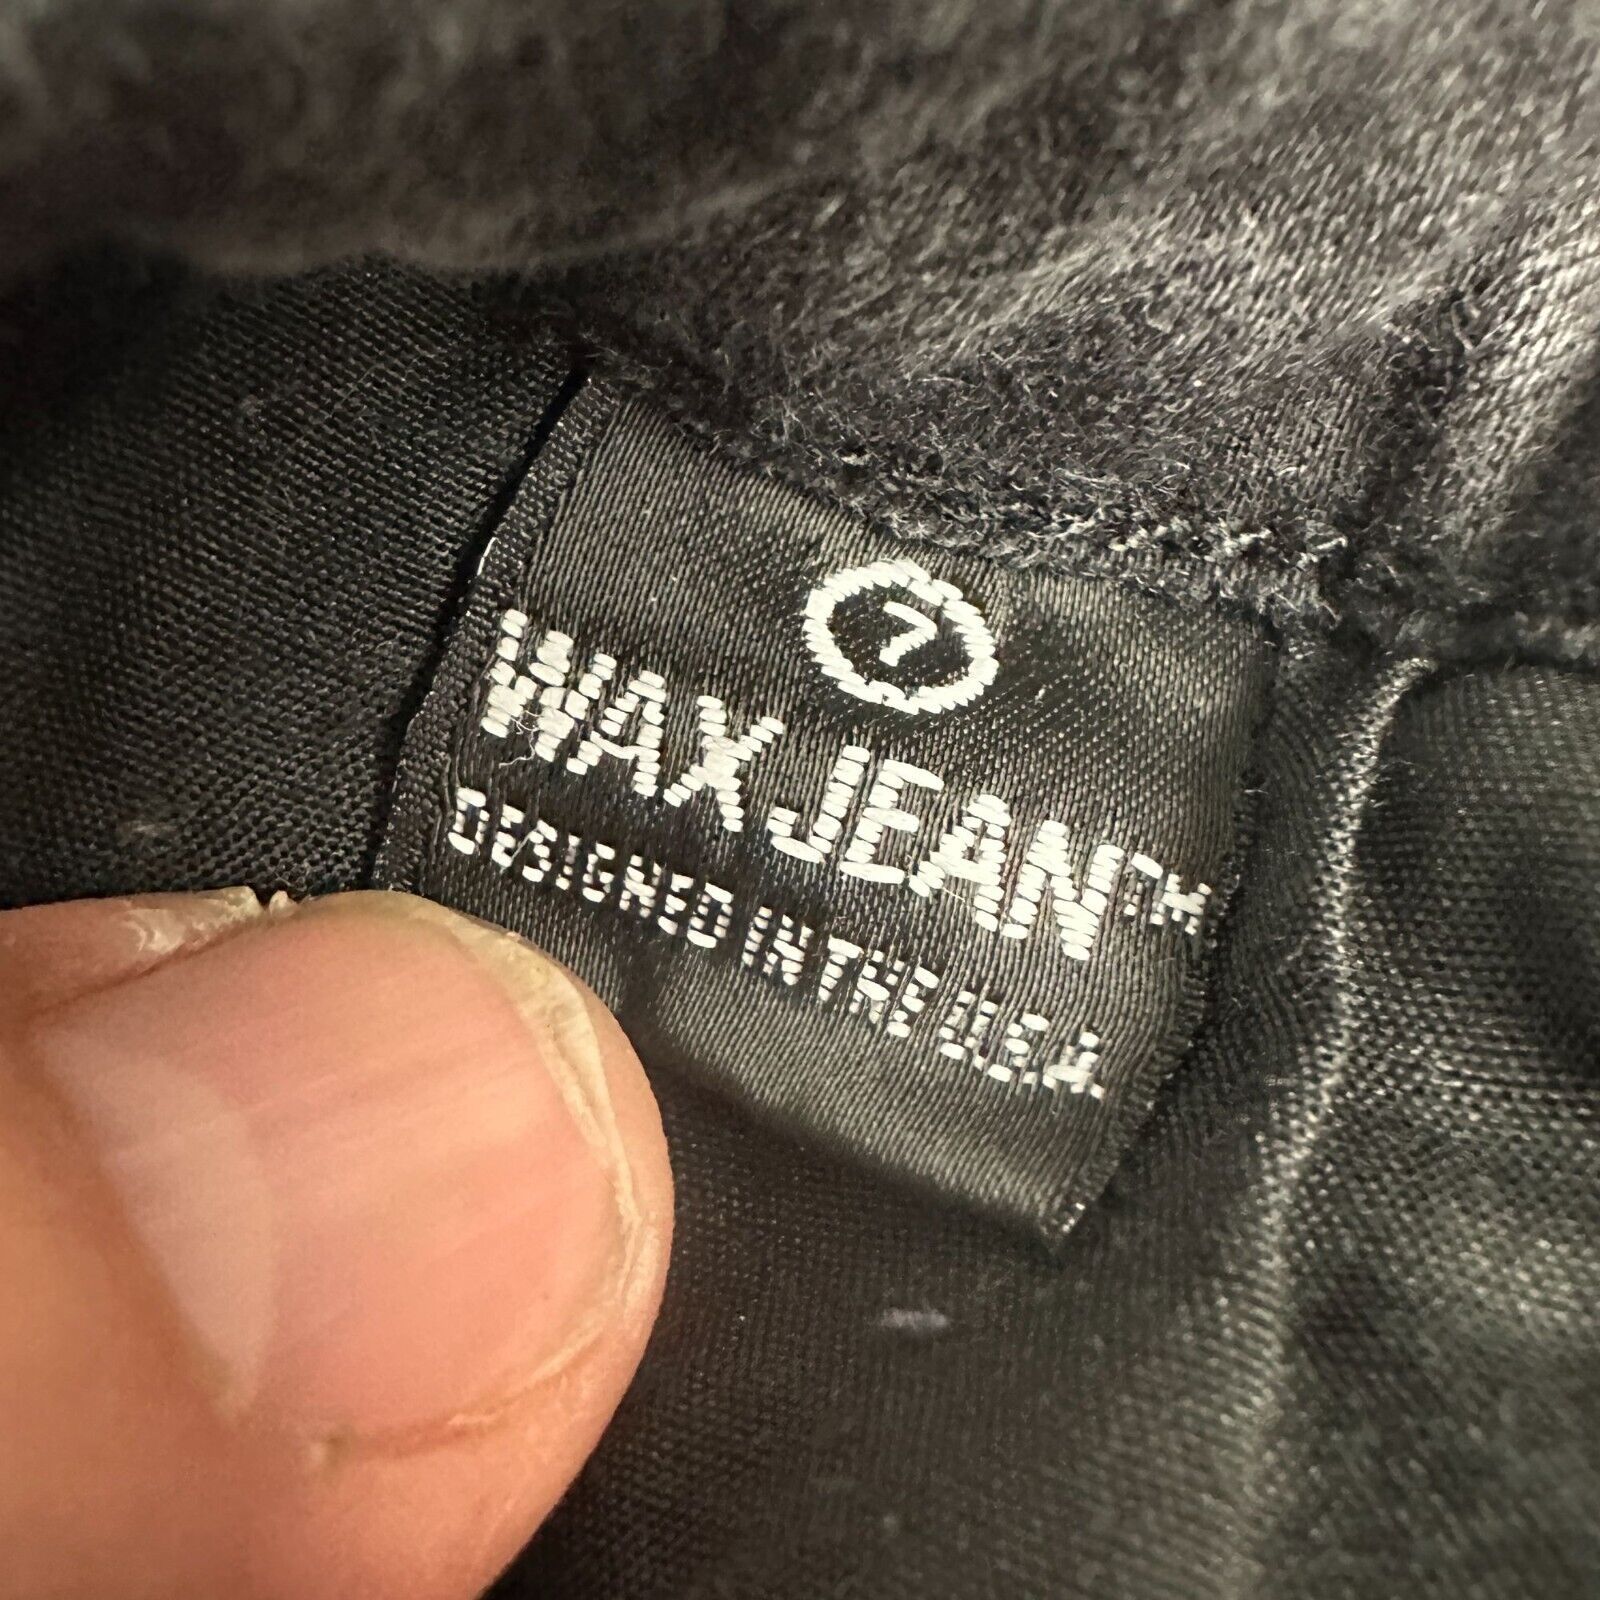 7
WAX JEAN™
DESIGNED IN THE U.S.A.